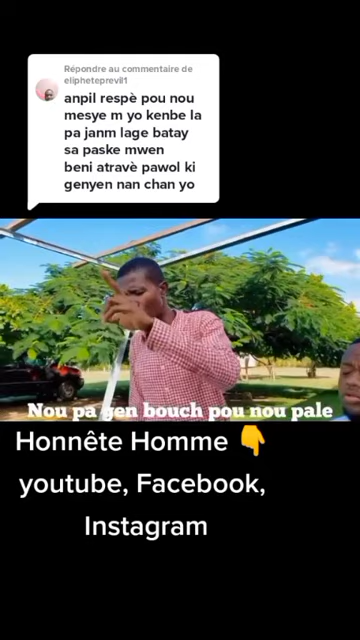 Répondre au commentaire de
elipheteprevil1
anpil respè pou nou
mesye m yo kenbe la
pa janm lage batay
sa paske mwen
beni atravè pawol ki
genyen nan chan yo
Nou pa gen bouch pou nou pale
Honnête Homme 👇
youtube, Facebook,
Instagram